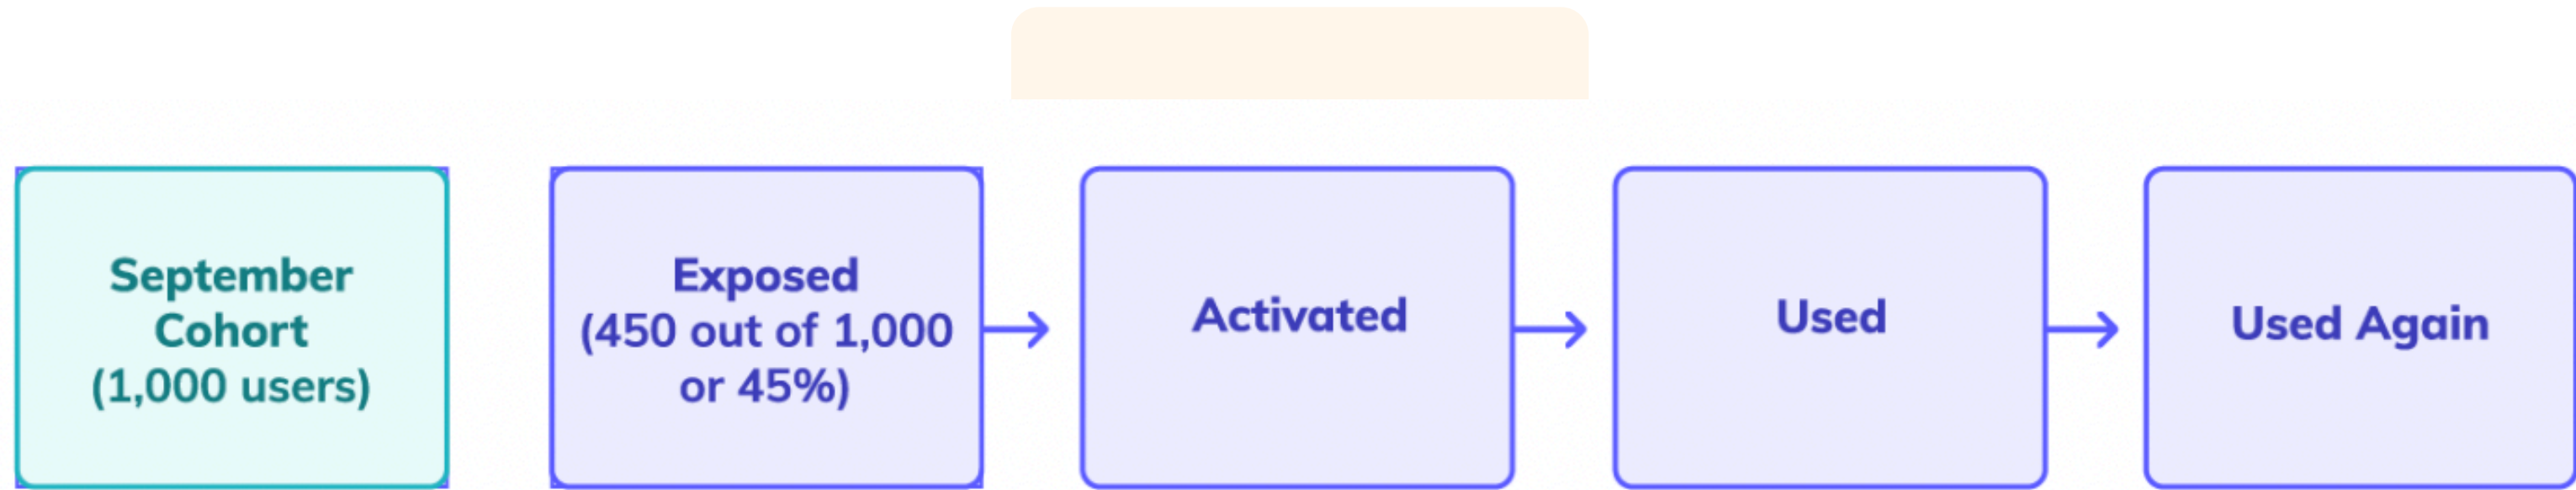 September
Cohort
(1,000 users)
Exposed
(450 out of 1,000
or 45%)
Activated
Used
Used Again